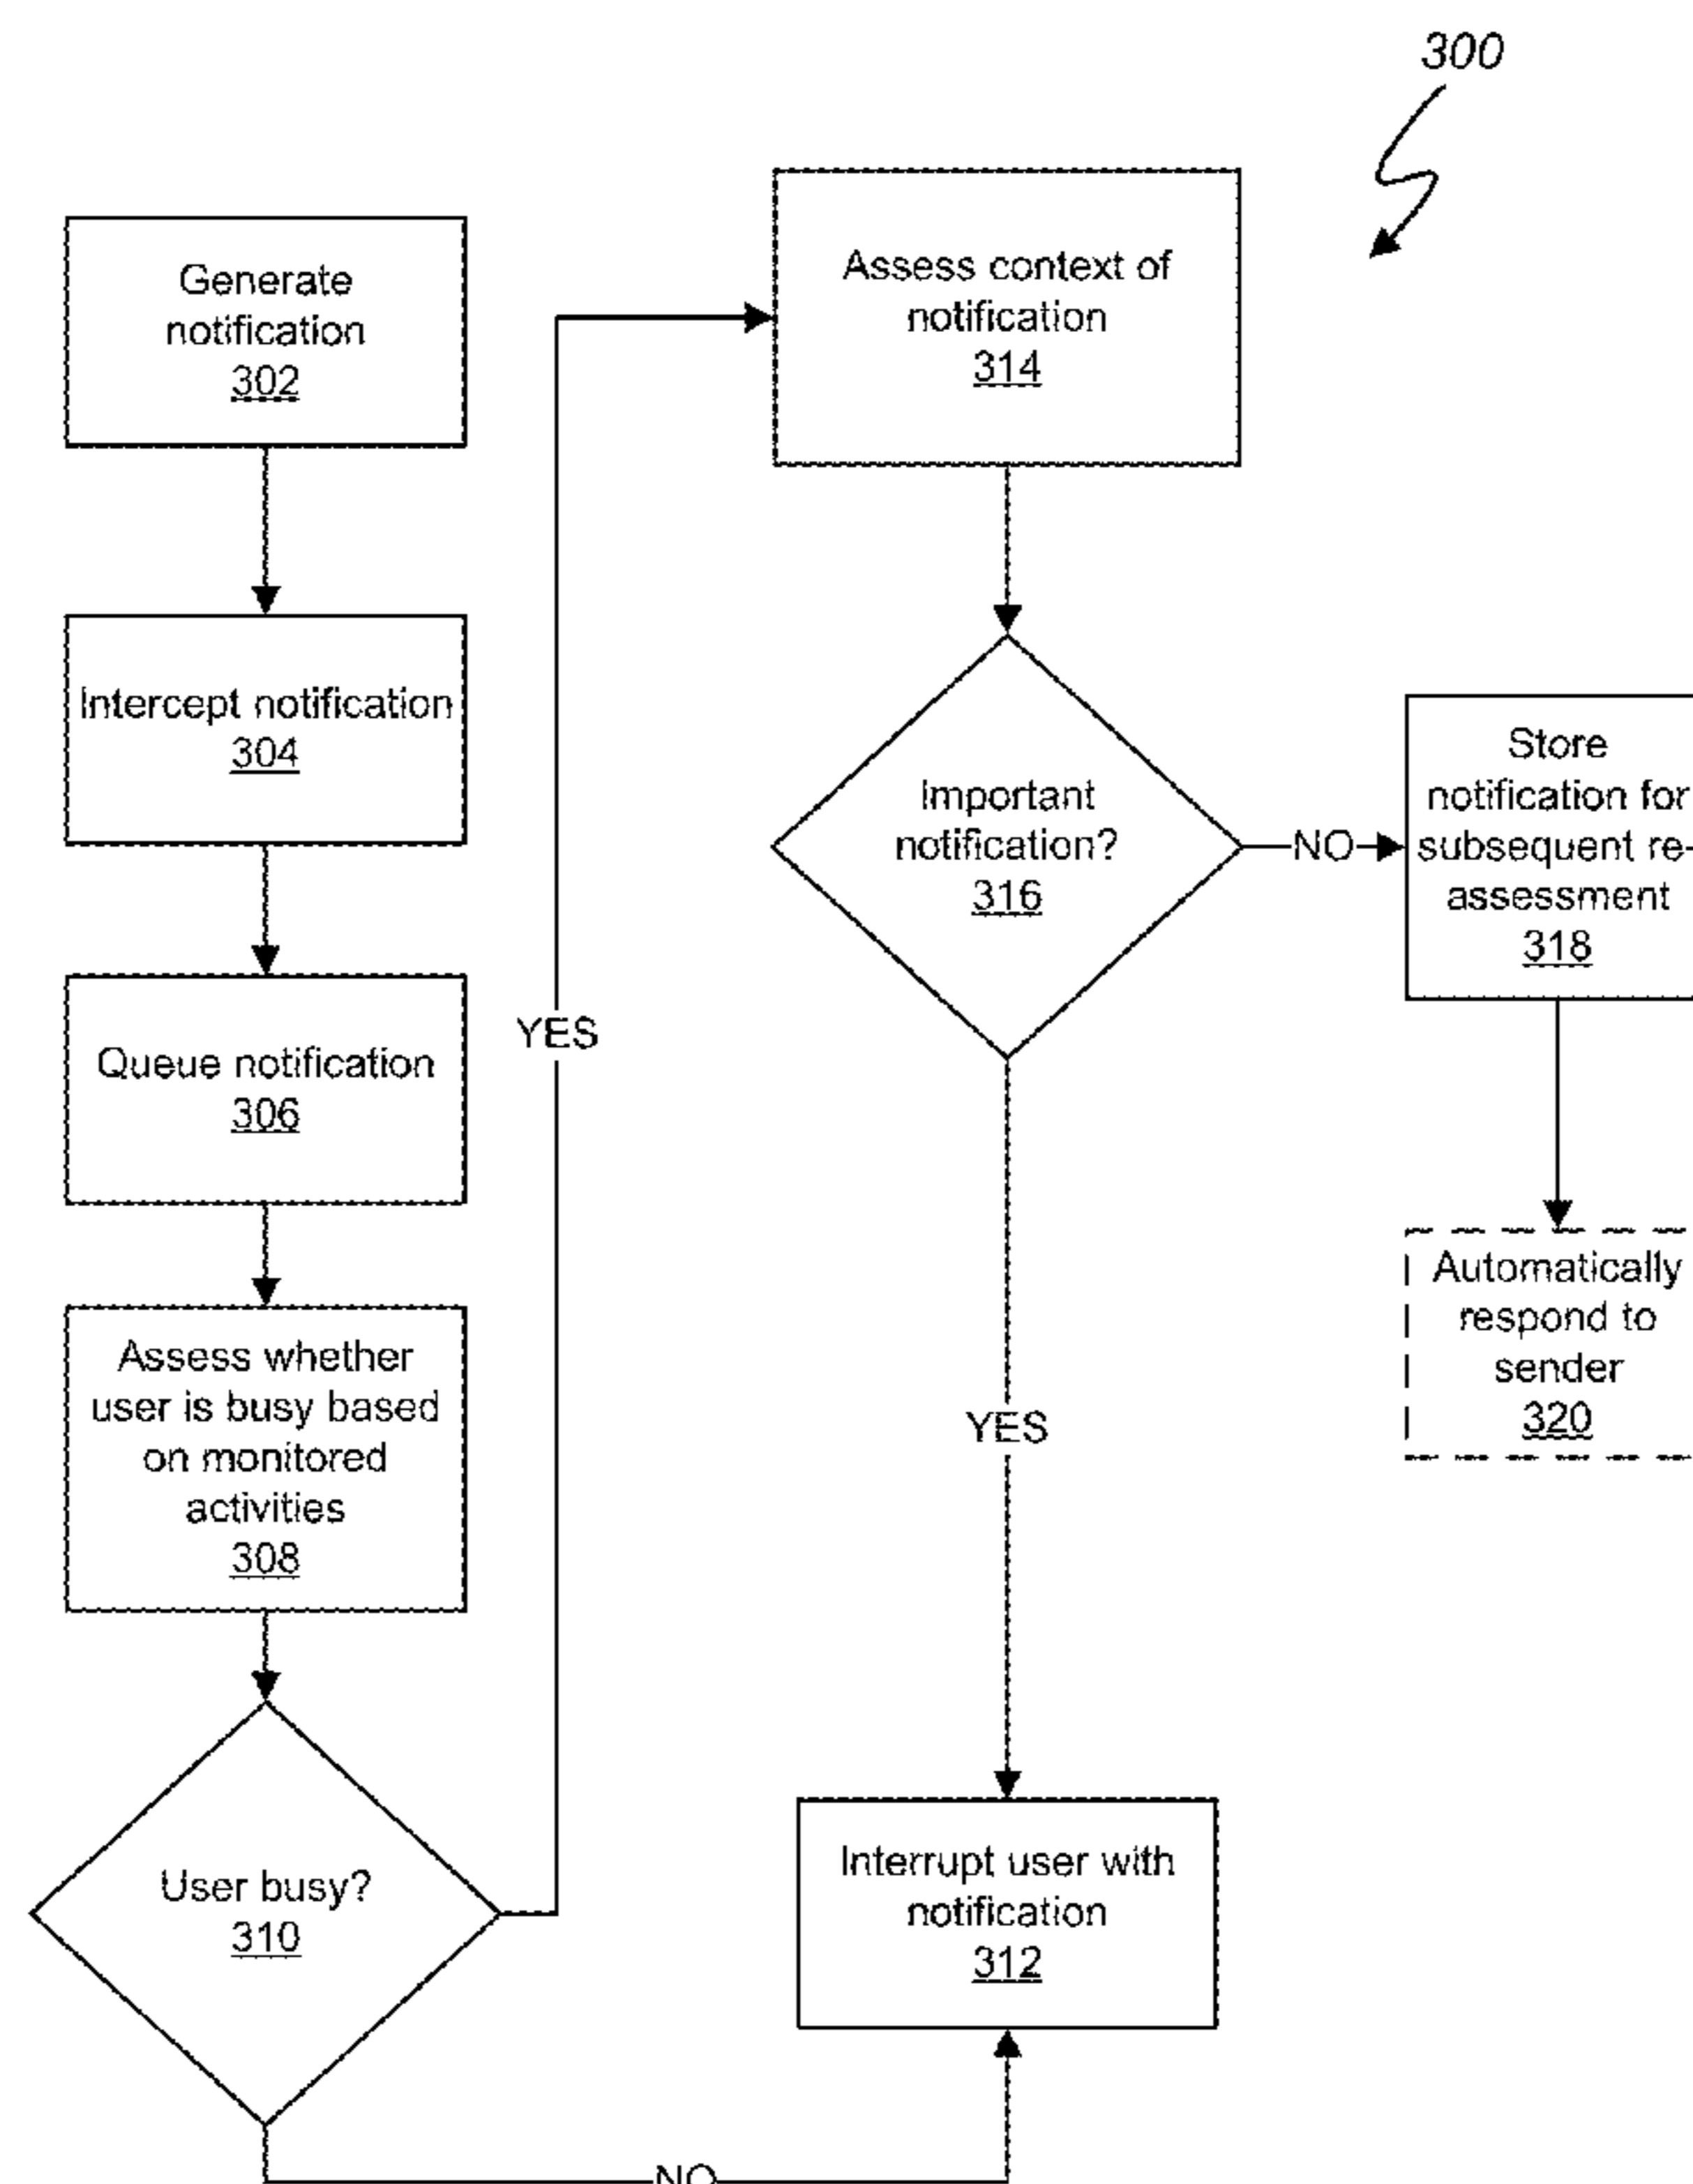 300
Generate
notification
302
Intercept notification
304
Queue notification
306
Assess whether
user is busy based
on monitored
activities
308
User busy?
310
YES
NO
Assess context of
notification
314
Important
notification?
316
NO
YES
Interrupt user with
notification
312
Store
notification for
subsequent re-
assessment
318
Automatically
respond to
sender
320